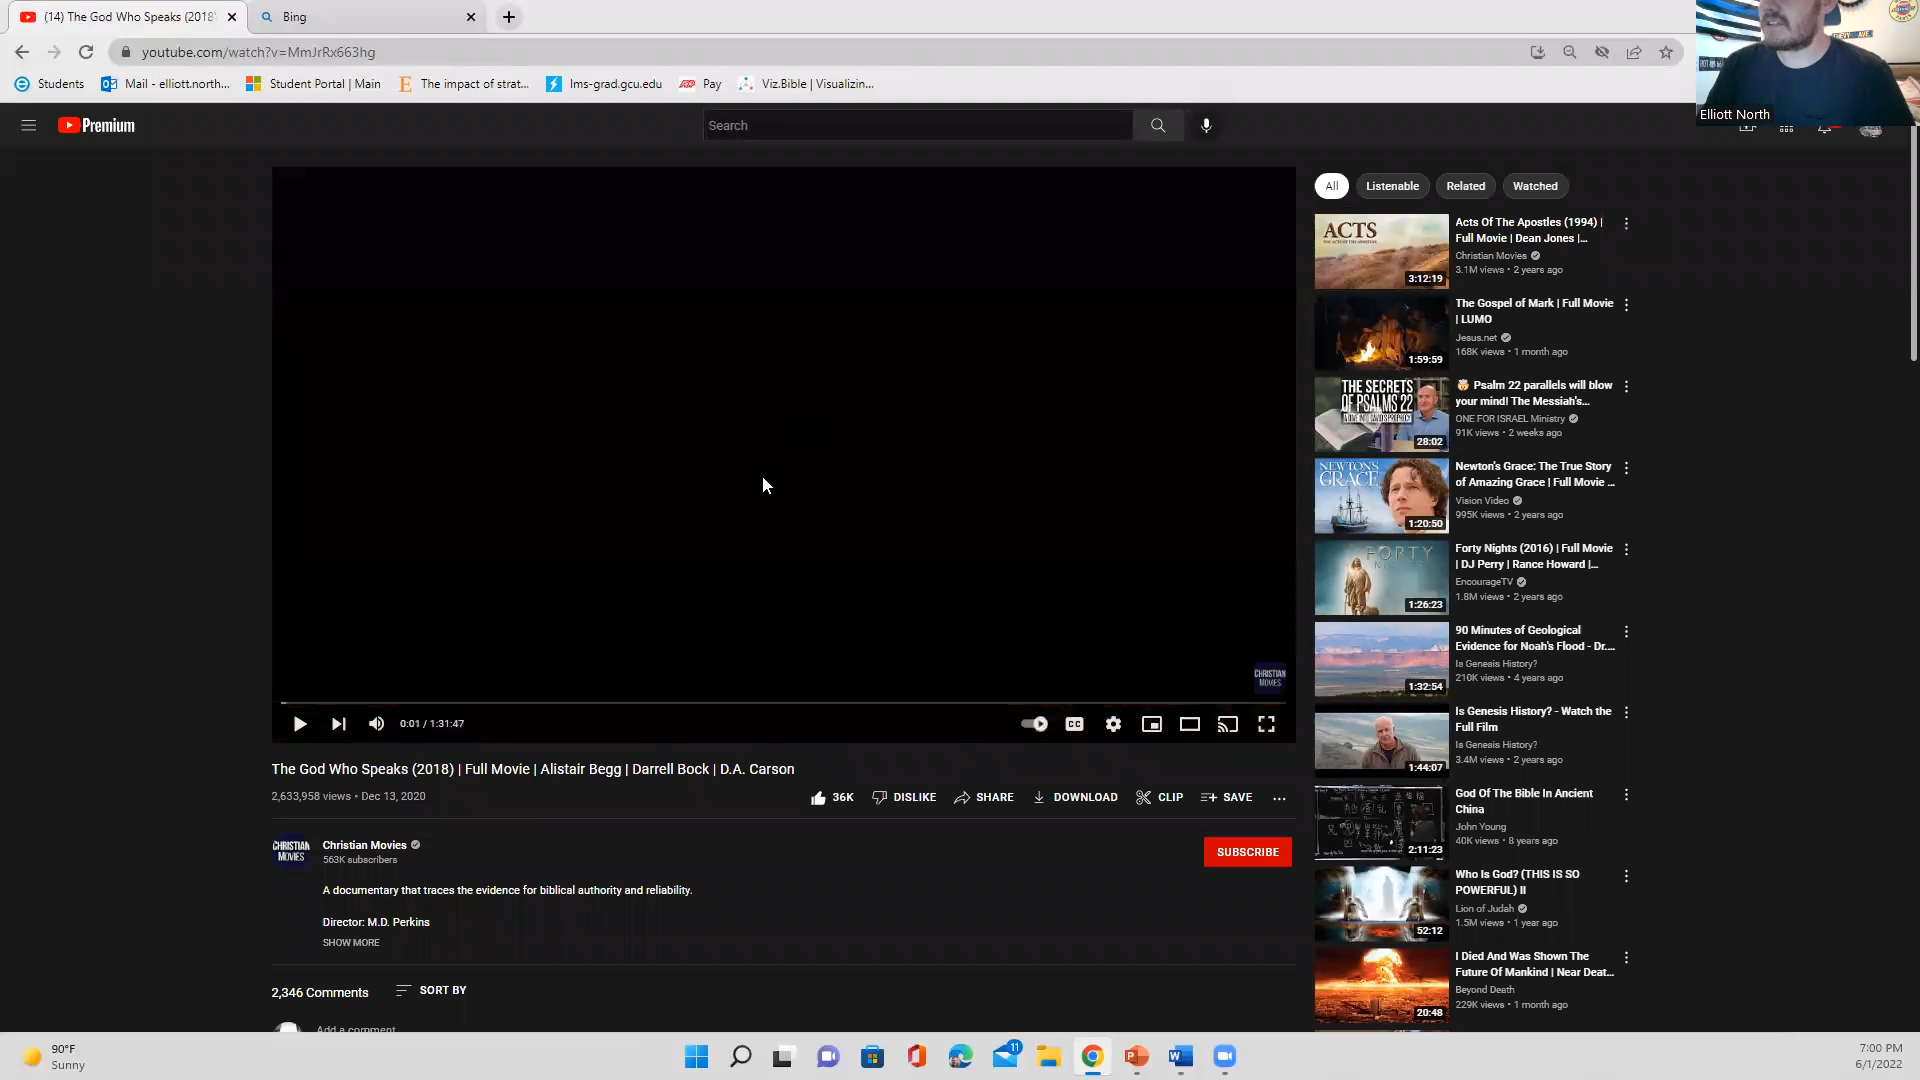 (14) The God Who Speaks (2018)
Bing
youtube.com/watch?v=MmJrRx663hg
Students
Mail - elliott.north...
Student Portal | Main
The impact of strat...
lms-grad.gcu.edu
Pay
Viz.Bible | Visualizin...
Elliott North
Premium
Search
All
Listenable
Related
Watched
ACTS
3:12:19
Acts Of The Apostles (1994) |
Full Movie | Dean Jones |...
Christian Movies
3.1M views • 2 years ago
1:59:59
The Gospel of Mark | Full Movie
| LUMO
Jesus.net
168K views • 1 month ago
THE SECRETS
OF PSALMS 22
28:02
Psalm 22 parallels will blow
your mind! The Messiah's...
ONE FOR ISRAEL Ministry
91K views • 2 weeks ago
NEWTON'S
GRACE
1:20:50
Newton's Grace: The True Story
of Amazing Grace | Full Movie ...
Vision Video
995K views • 2 years ago
FORTY
1:26:23
Forty Nights (2016) | Full Movie
| DJ Perry | Rance Howard |...
EncourageTV
1.8M views • 2 years ago
1:32:54
90 Minutes of Geological
Evidence for Noah's Flood - Dr....
Is Genesis History?
210K views • 4 years ago
1:44:07
Is Genesis History? - Watch the
Full Film
Is Genesis History?
3.4M views • 2 years ago
2:11:23
God Of The Bible In Ancient
China
John Young
40K views • 8 years ago
52:12
Who Is God? (THIS IS SO
POWERFUL) II
Lion of Judah
1.5M views • 1 year ago
20:48
I Died And Was Shown The
Future Of Mankind | Near Deat...
Beyond Death
229K views • 1 month ago
CHRISTIAN
MOVIES
0:01 / 1:31:47
CC
The God Who Speaks (2018) | Full Movie | Alistair Begg | Darrell Bock | D.A. Carson
2,633,958 views • Dec 13, 2020
36K
DISLIKE
SHARE
DOWNLOAD
CLIP
SAVE
CHRISTIAN
MOVIES
Christian Movies
563K subscribers
SUBSCRIBE
A documentary that traces the evidence for biblical authority and reliability.
Director: M.D. Perkins
SHOW MORE
2,346 Comments
SORT BY
Add a comment
90°F
Sunny
11
7:00 PM
6/1/2022